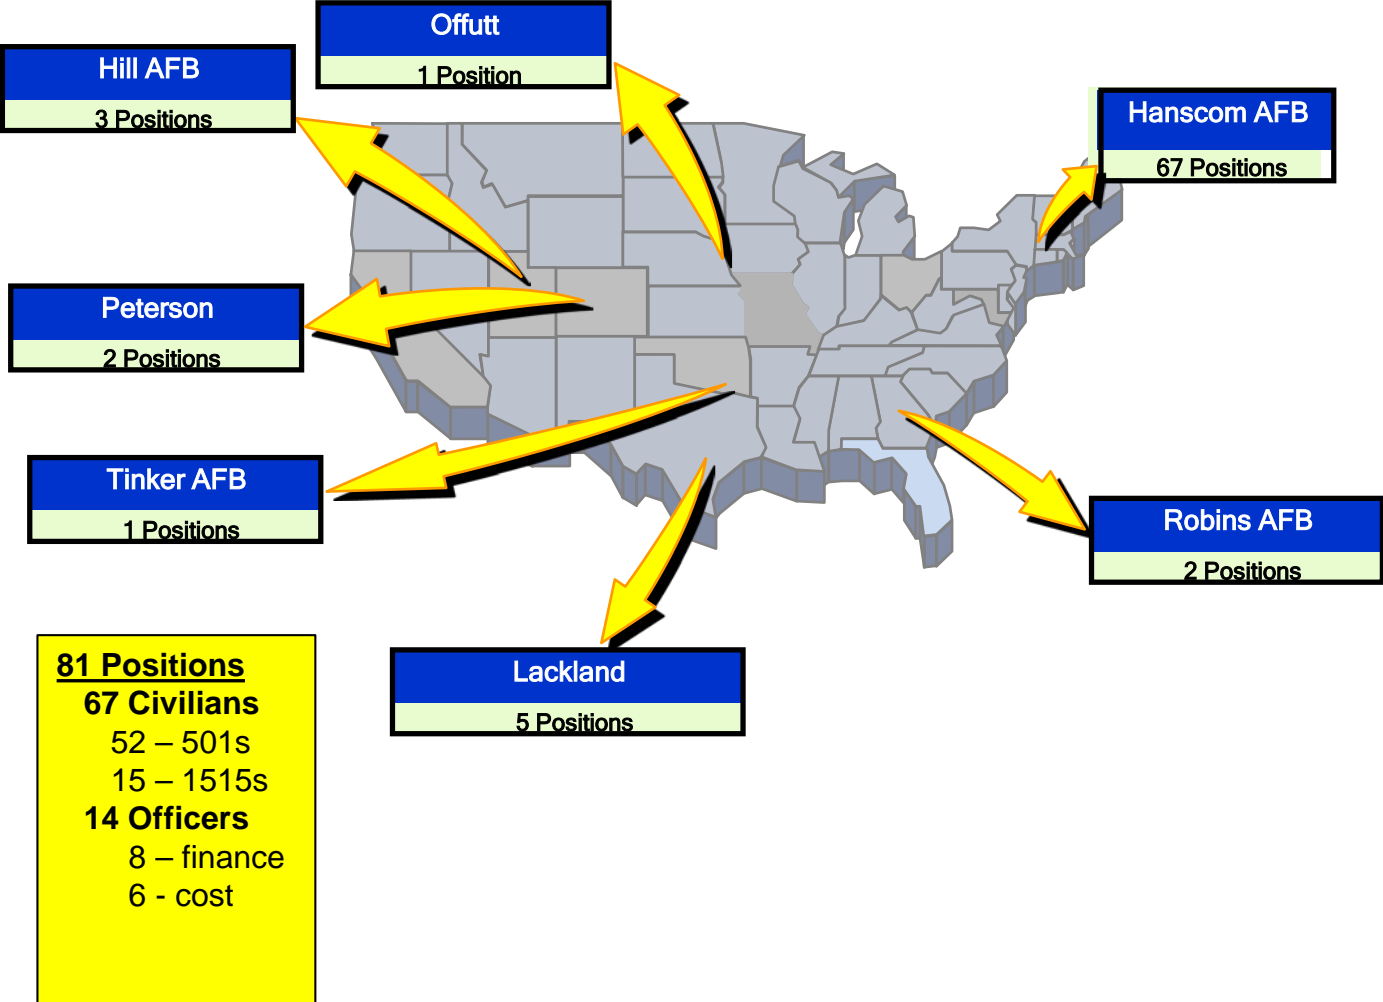 Offutt
1 Position
Hill AFB
3 Positions
Hanscom AFB
67 Positions
Peterson
2 Positions
Tinker AFB
1 Positions
Robins AFB
2 Positions
Lackland
5 Positions
81 Positions
67 Civilians
52 – 501s
15 – 1515s
14 Officers
8 – finance
6 - cost